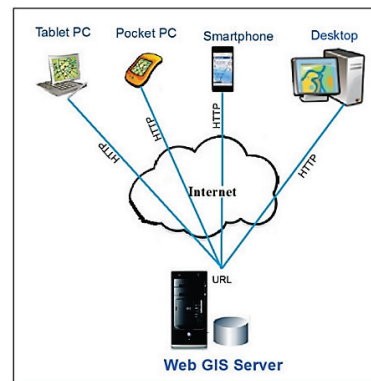 Tablet PC
Pocket PC
Smartphone
Desktop
HTTP
HTTP
HTTP
HTTP
Internet
URL
Web GIS Server